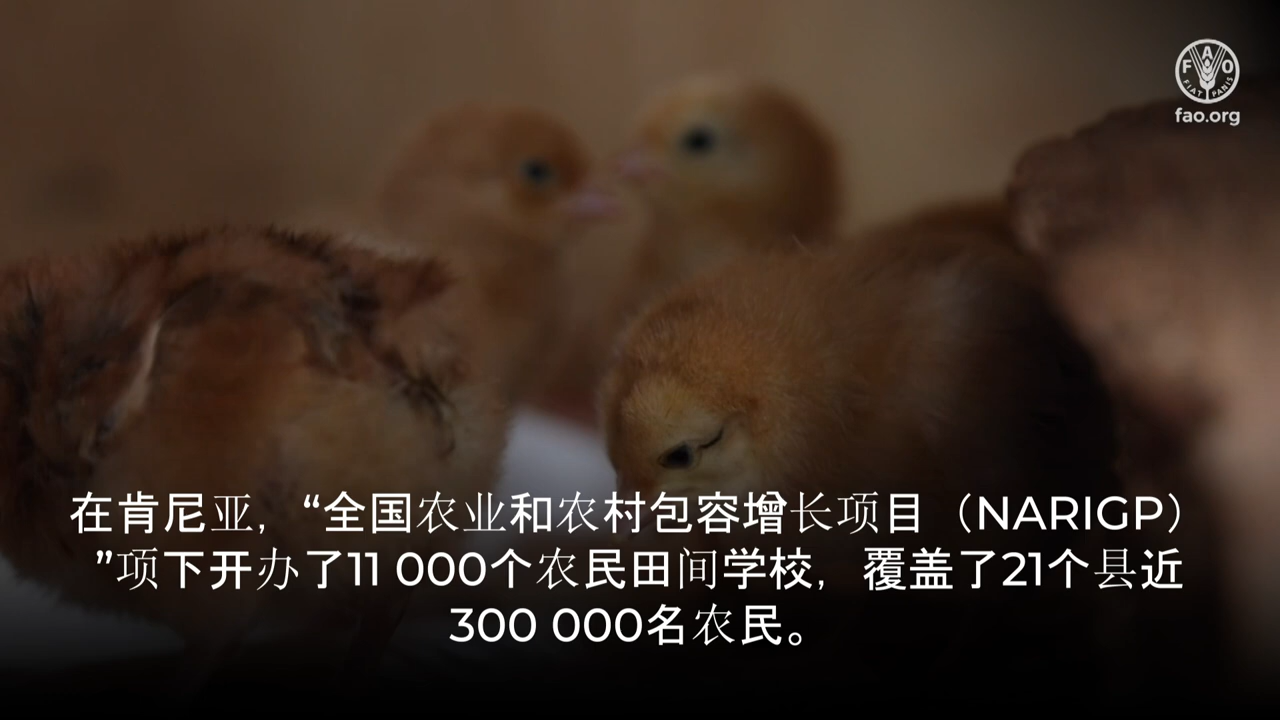 F A O
FIAT PANIS
fao.org
在肯尼亚，“全国农业和农村包容增长项目（NARIGP）
”项下开办了11 000个农民田间学校，覆盖了21个县近
300 000名农民。